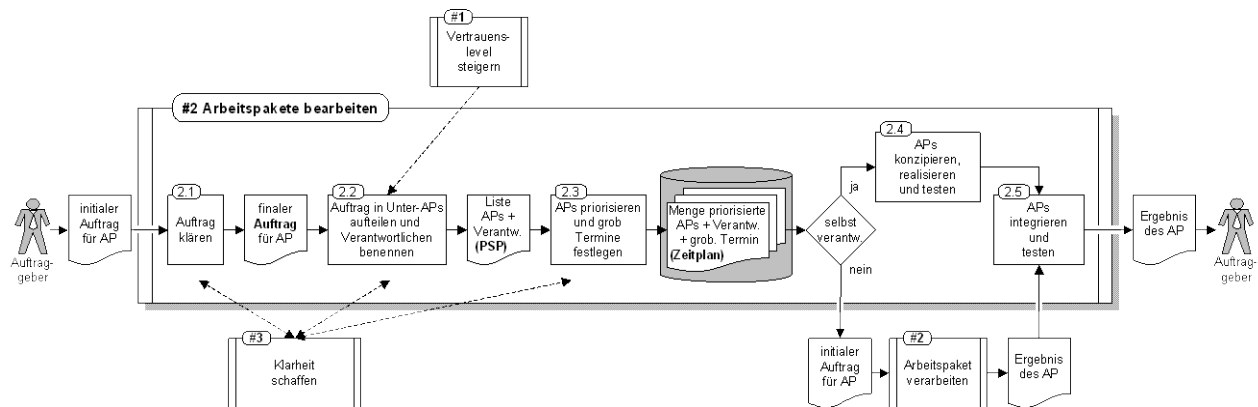 #1
Vertrauens-
level
steigern
#2 Arbeitspakete bearbeiten
Auftrag-
geber
initialer
Auftrag
für AP
2.1
Auftrag
klären
finaler
Auftrag
für AP
2.2
Auftrag in Unter-APs
aufteilen und
Verantwortlichen
benennen
Liste
APs +
Verantw.
(PSP)
2.3
APs priorisieren
und grob
Termine
festlegen
Menge priorisierte
APs + Verantw.
+ grob. Termin
(Zeitplan)
selbst
verantw.
ja
nein
2.4
APs
konzipieren,
realisieren
und testen
2.5
APs
integrieren
und
testen
Ergebnis
des AP
Auftrag-
geber
#3
Klarheit
schaffen
initialer
Auftrag
für AP
#2
Arbeitspaket
verarbeiten
Ergebnis
des AP